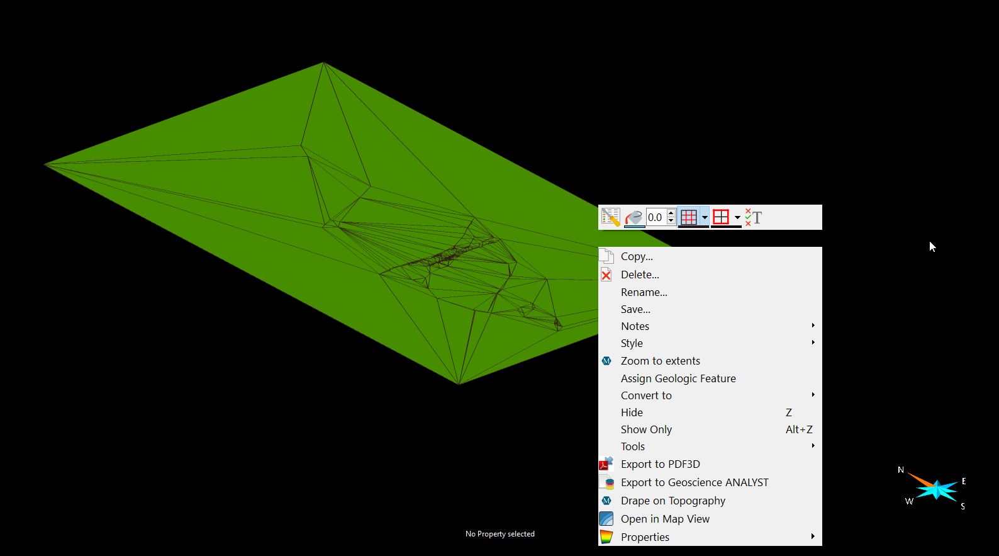 0.0
T
Copy...
Delete...
Rename...
Save...
Notes
Style
M Zoom to extents
Assign Geologic Feature
Convert to
Hide Z
Show Only Alt+Z
Tools
Export to PDF3D
Export to Geoscience ANALYST
M Drape on Topography
Open in Map View
Properties
N
E
W
S
No Property selected